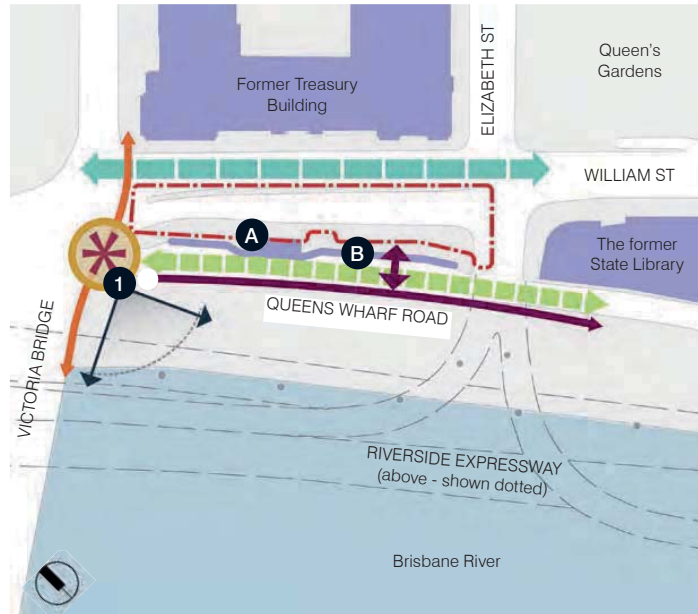 Former Treasury
Building
ELIZABETH ST
Queen's
Gardens
WILLIAM ST
A
B
The former
State Library
1
QUEENS WHARF ROAD
VICTORIA BRIDGE
RIVERSIDE EXPRESSWAY
(above - shown dotted)
Brisbane River